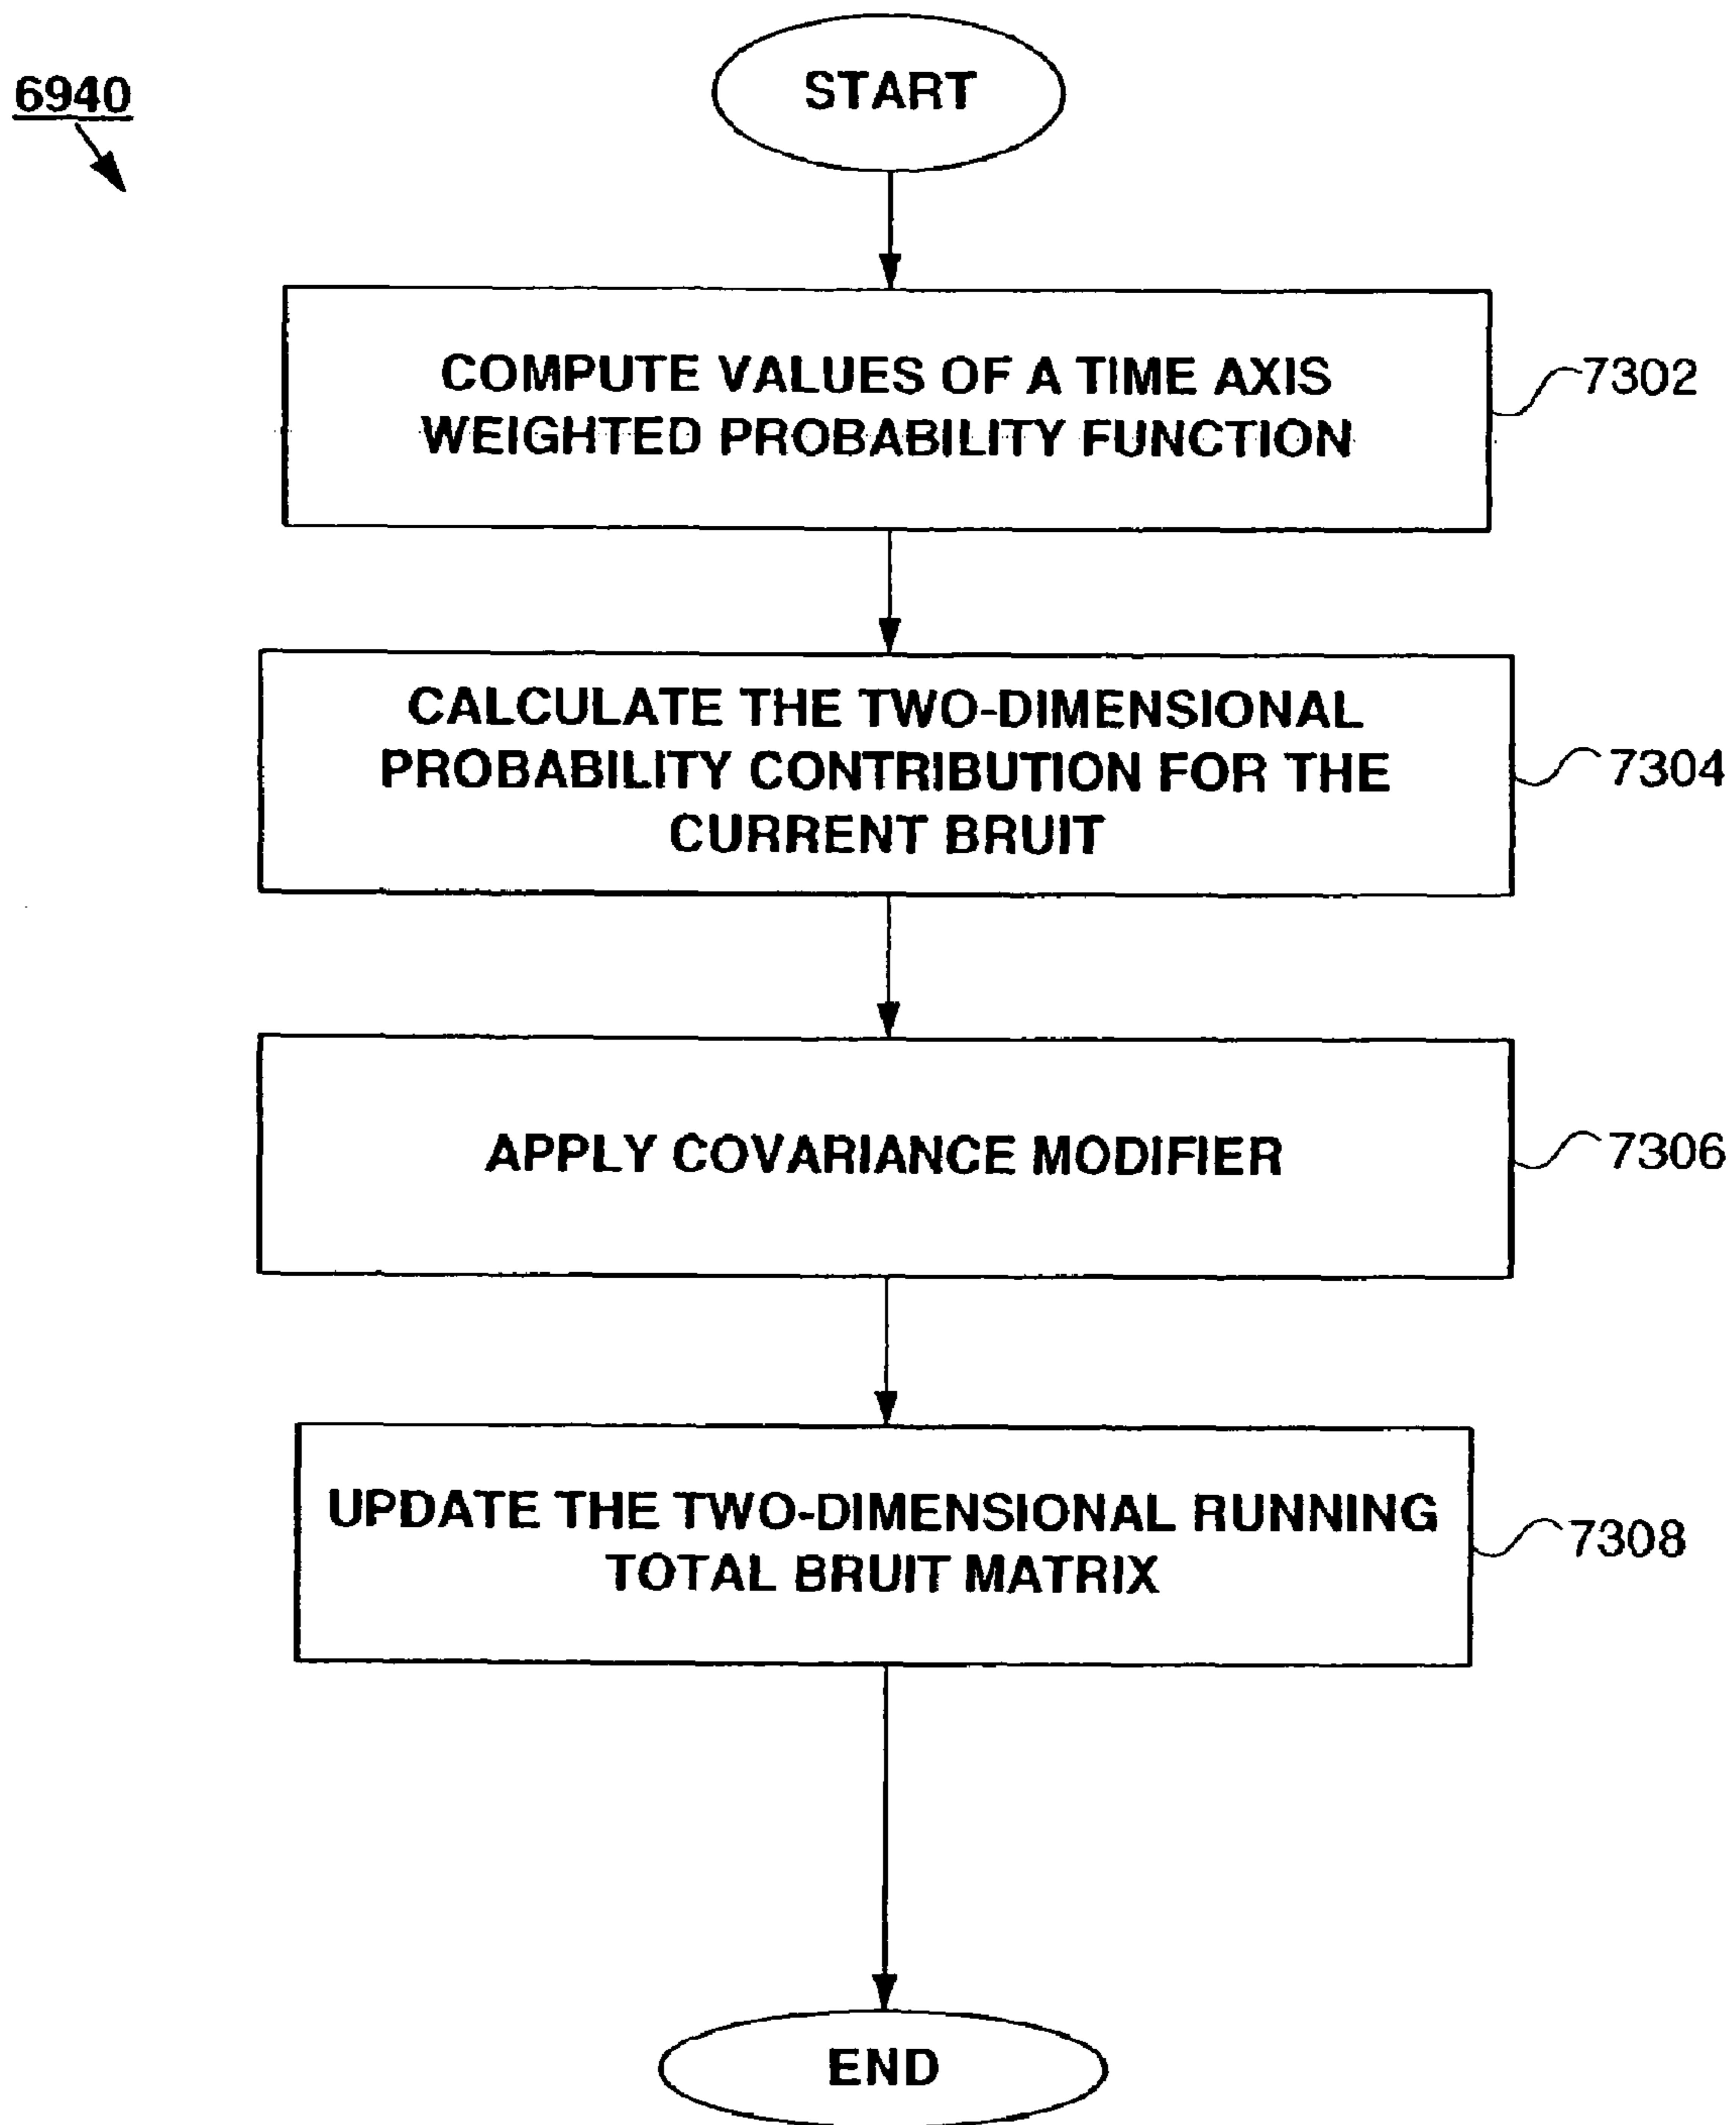 6940
START
COMPUTE VALUES OF A TIME AXIS
WEIGHTED PROBABILITY FUNCTION
7302
CALCULATE THE TWO-DIMENSIONAL
PROBABILITY CONTRIBUTION FOR THE
CURRENT BRUIT
7304
APPLY COVARIANCE MODIFIER
7306
UPDATE THE TWO-DIMENSIONAL RUNNING
TOTAL BRUIT MATRIX
7308
END